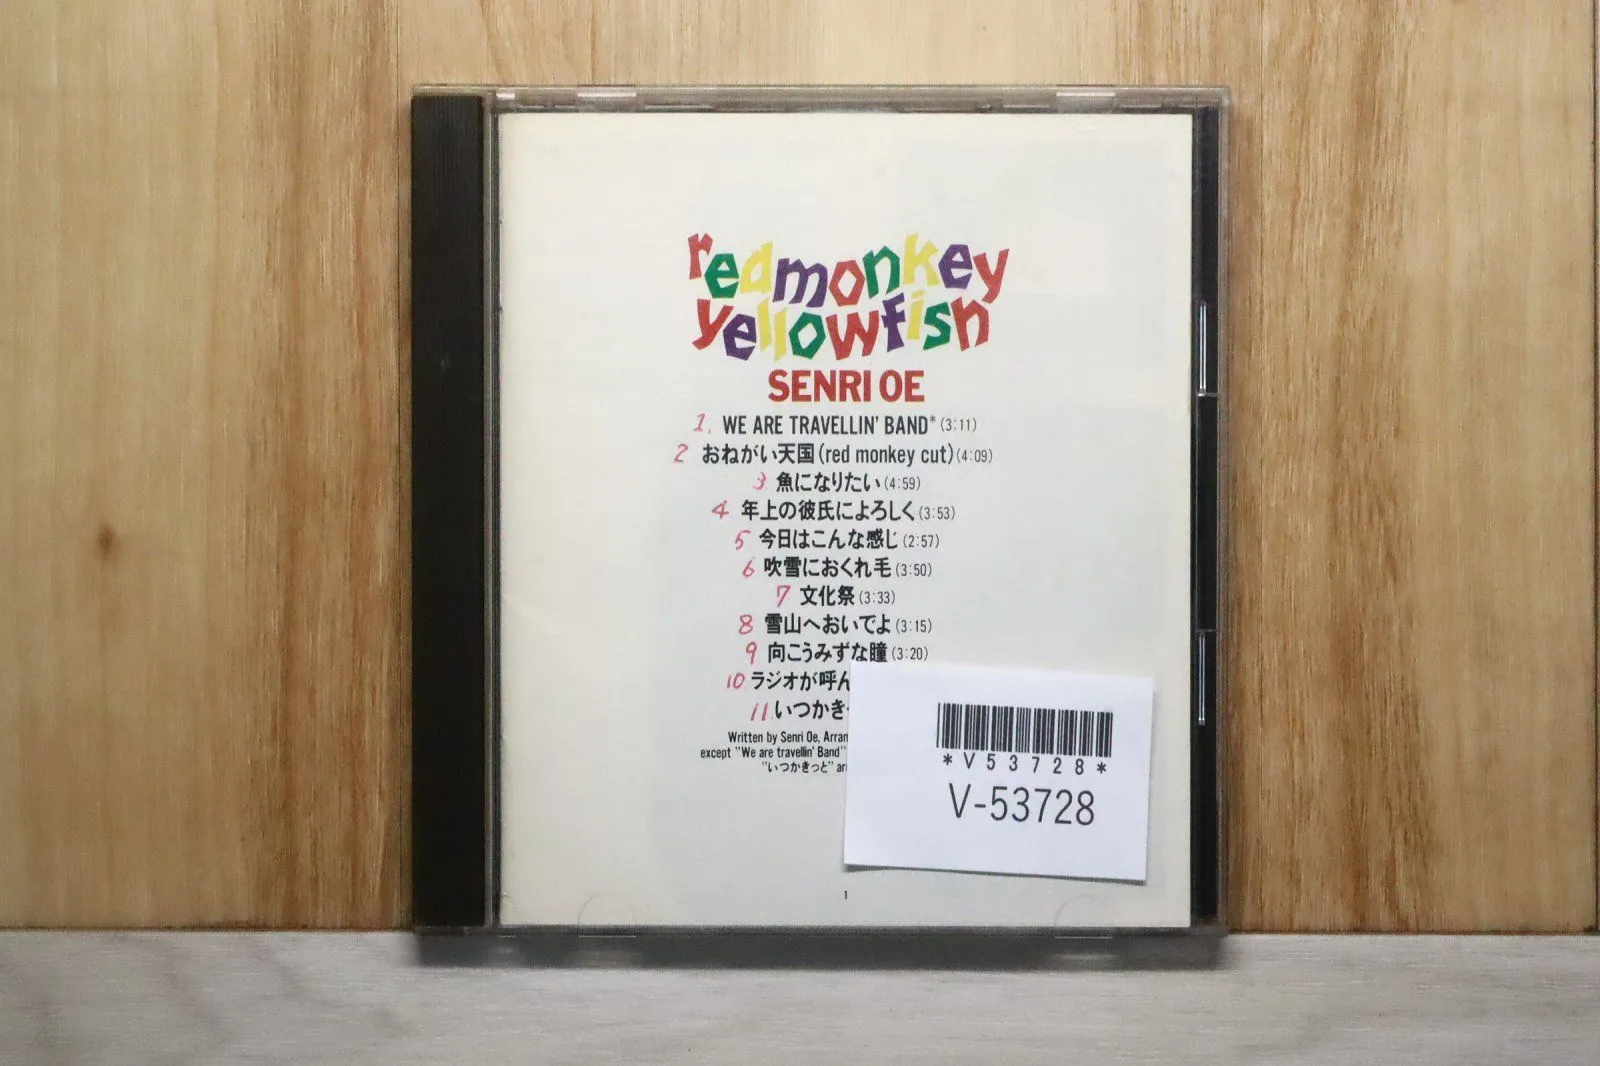 redmonkey
yellowfish
SENRI OE
1. WE ARE TRAVELLIN' BAND* (3:11)
2 おねがい天国(red monkey cut)(4:09)
3 魚になりたい(4:59)
4 年上の彼氏によろしく(3:53)
5 今日はこんな感じ(2:57)
6 吹雪におくれ毛(3:50)
7 文化祭(3:33)
8 雪山へおいでよ(3:15)
9 向こうみずな瞳(3:20)
10 ラジオが呼ん
11 いつかき
Written by Senri Oe, Arran
except "We are travellin' Band"
"いつかきっと" ar
*V53728*
V-53728
1